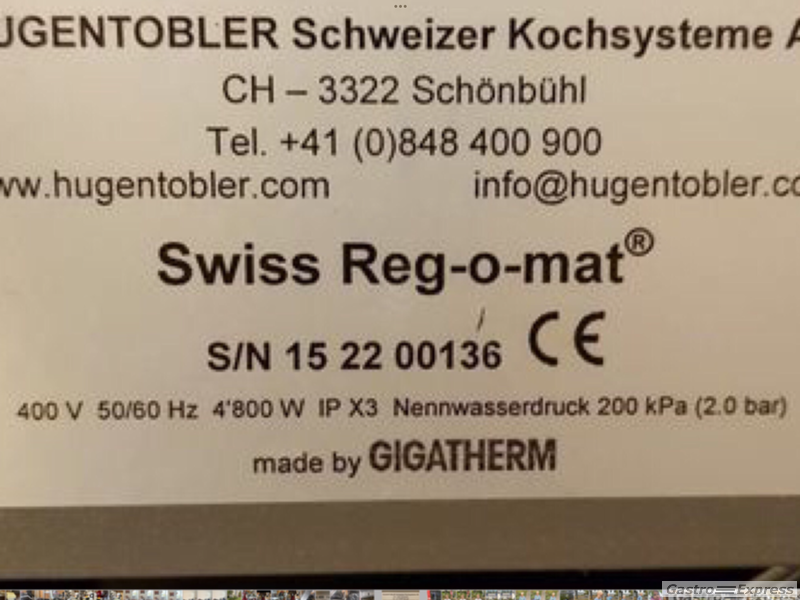 UGENTOBLER Schweizer Kochsysteme A
CH – 3322 Schönbühl
Tel. +41 (0)848 400 900
ww.hugentobler.com info@hugentobler.co
Swiss Reg-o-mat®
S/N 15 22 00136 CE
400 V 50/60 Hz 4'800 W IP X3 Nennwasserdruck 200 kPa (2.0 bar)
made by GIGATHERM
Gastro Express